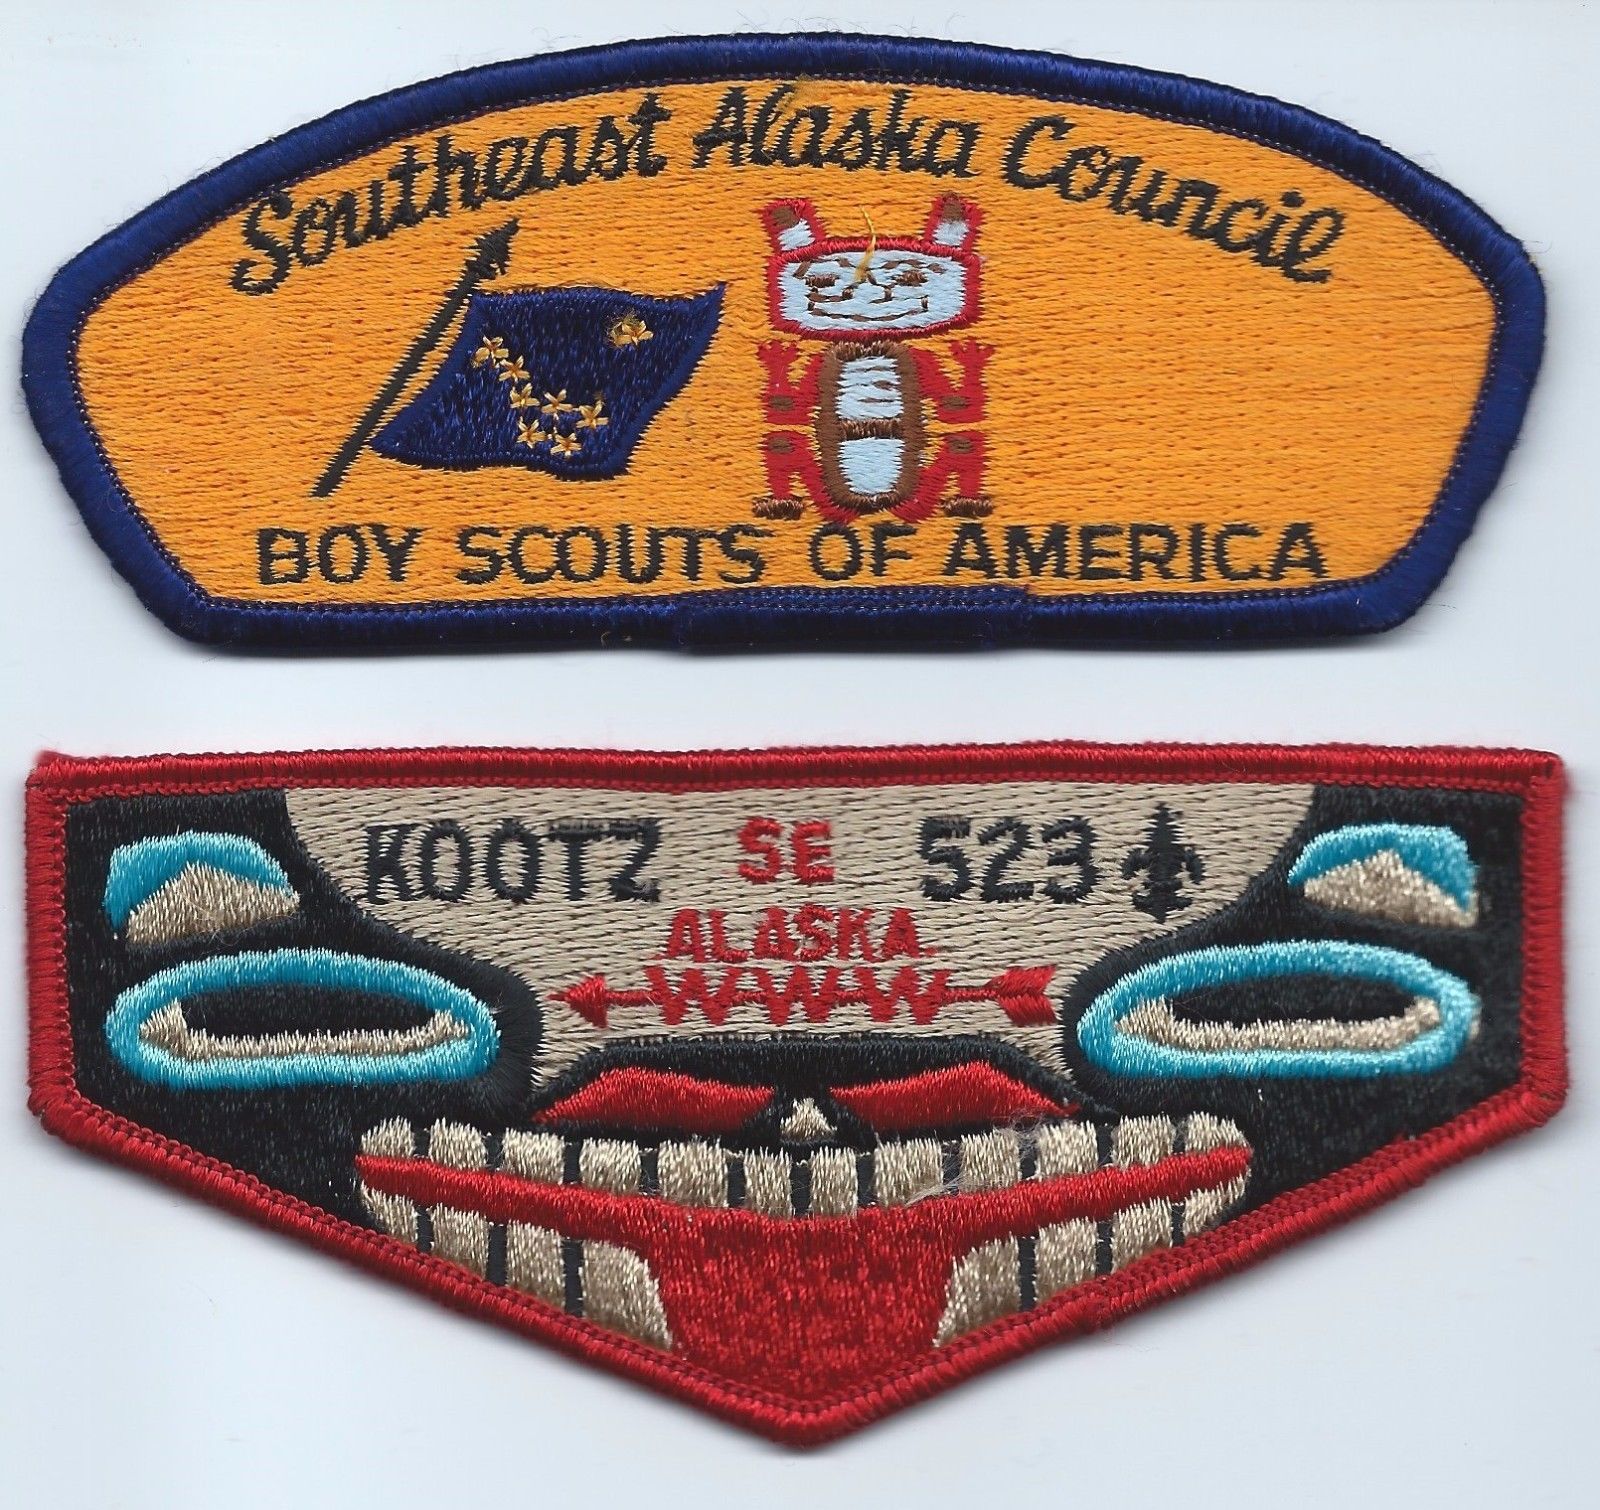 Southeast Alaska Council
BOY SCOUTS OF AMERICA
KOOTZ SE 523
ALASKA
W-W-W